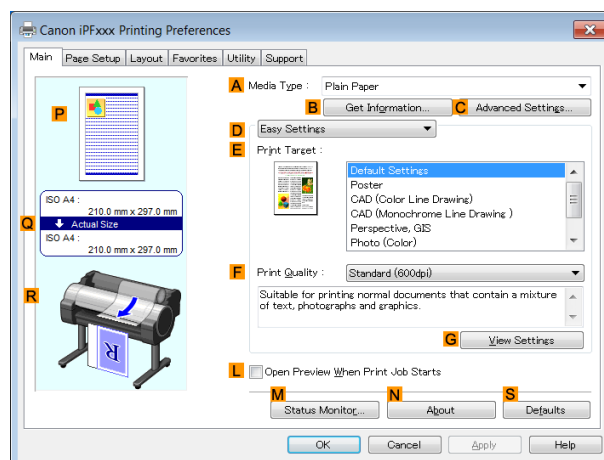 Canon iPFxxx Printing Preferences
Main Page Setup Layout Favorites Utility Support
A Media Type : Plain Paper
B Get Information... C Advanced Settings...
D Easy Settings
E Print Target :
P
Default Settings
Poster
CAD (Color Line Drawing)
CAD (Monochrome Line Drawing )
Perspective, GIS
Photo (Color)
ISO A4 :
210.0 mm x 297.0 mm
Q Actual Size
ISO A4 :
210.0 mm x 297.0 mm
F Print Quality : Standard (600dpi)
R
Suitable for printing normal documents that contain a mixture
of text, photographs and graphics.
G View Settings
L Open Preview When Print Job Starts
M Status Monitor... N About S Defaults
OK Cancel Apply Help